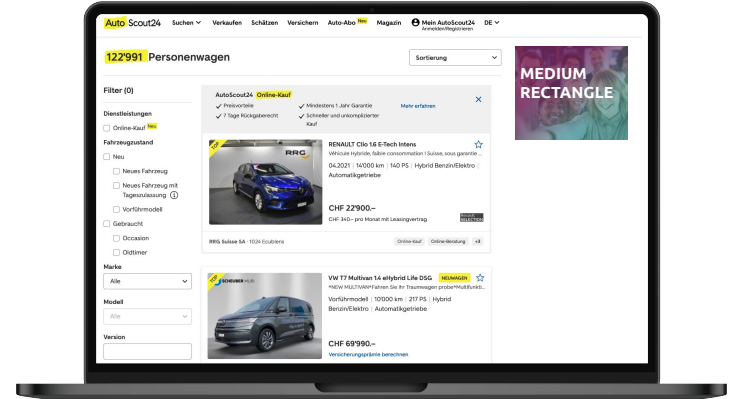 Auto Scout24
Suchen
Verkaufen
Schätzen
Versichern
Auto-Abo Neu
Magazin
Mein AutoScout24
Anmelden/Registrieren
DE
122'991 Personenwagen
Sortierung
MEDIUM
RECTANGLE
Filter (0)
Dienstleistungen
Online-Kauf Neu
Fahrzeugzustand
Neu
Neues Fahrzeug
Neues Fahrzeug mit
Tageszulassung
Vorführmodell
Gebraucht
Occasion
Oldtimer
Marke
Alle
Modell
Alle
Version
AutoScout24 Online-Kauf
Preisvorteile
Mindestens 1 Jahr Garantie
Mehr erfahren
7 Tage Rückgaberecht
Schneller und unkomplizierter
Kauf
TOP
RRG
RENAULT Clio 1.6 E-Tech Intens
Véhicule Hybride, faible consommation ! Suisse, sous garantie ...
04.2021 | 14'000 km | 140 PS | Hybrid Benzin/Elektro |
Automatikgetriebe
CHF 22'900.–
CHF 340.– pro Monat mit Leasingvertrag
Renault
SELECTION
RRG Suisse SA · 1024 Ecublens
Online-Kauf
Online-Beratung
+3
TOP
SCHEUBER
VW T7 Multivan 1.4 eHybrid Life DSG
NEUWAGEN
*NEW MULTIVAN*Fahren Sie Ihr Traumwagen probe*Multifunkti...
Vorführmodell | 10'000 km | 217 PS | Hybrid
Benzin/Elektro | Automatikgetriebe
CHF 69'990.–
Versicherungsprämie berechnen